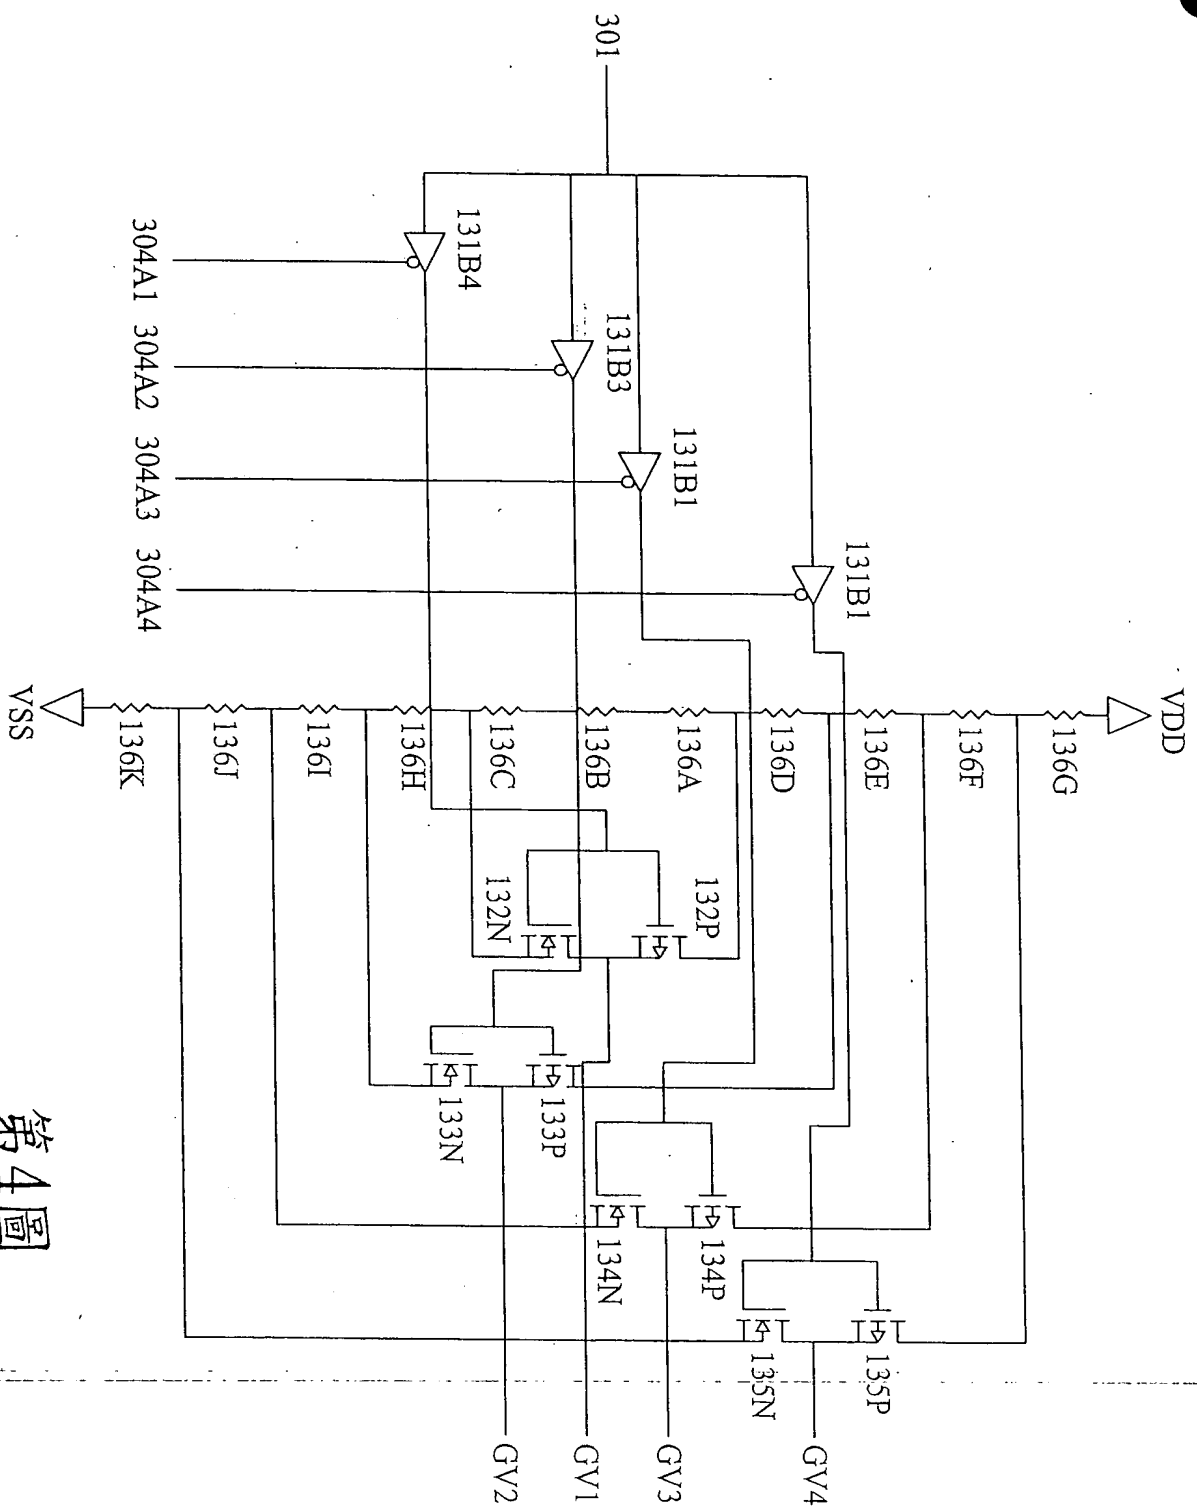 301
VDD
131B4
131B3
131B1
131B1
304A1
304A2
304A3
304A4
136G
136F
136E
136D
136A
136B
136C
136H
136I
136J
136K
VSS
132P
132N
133P
133N
134P
134N
135P
135N
GV4
GV3
GV1
GV2
第4圖